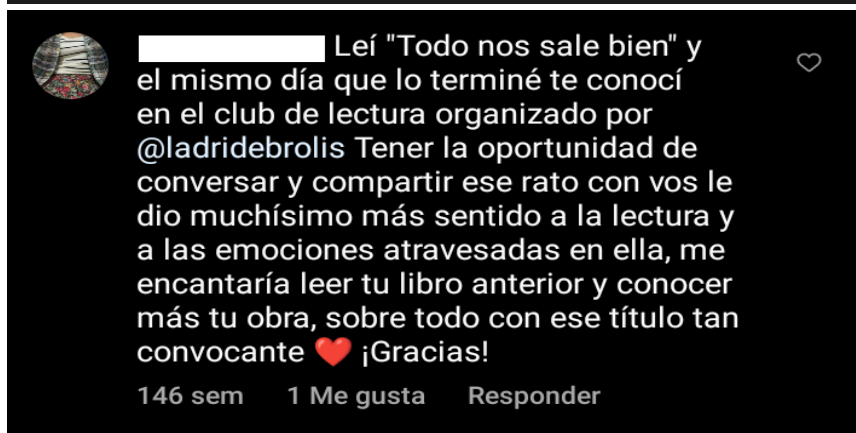 Leí "Todo nos sale bien" y
el mismo día que lo terminé te conocí
en el club de lectura organizado por
@ladridebrolis Tener la oportunidad de
conversar y compartir ese rato con vos le
dio muchísimo más sentido a la lectura y
a las emociones atravesadas en ella, me
encantaría leer tu libro anterior y conocer
más tu obra, sobre todo con ese título tan
convocante ❤️ ¡Gracias!
146 sem 1 Me gusta Responder